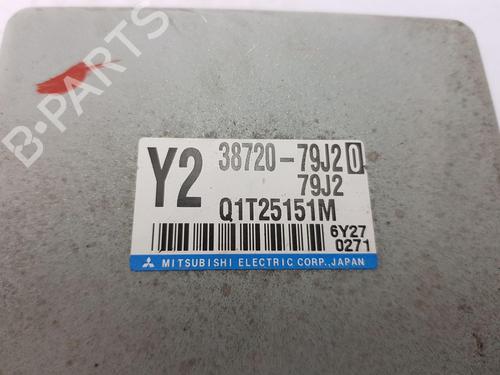 B-PARTS
Y2 38720-79J20
79J2
Q1T25151M
6Y27
0271
MITSUBISHI ELECTRIC CORP., JAPAN